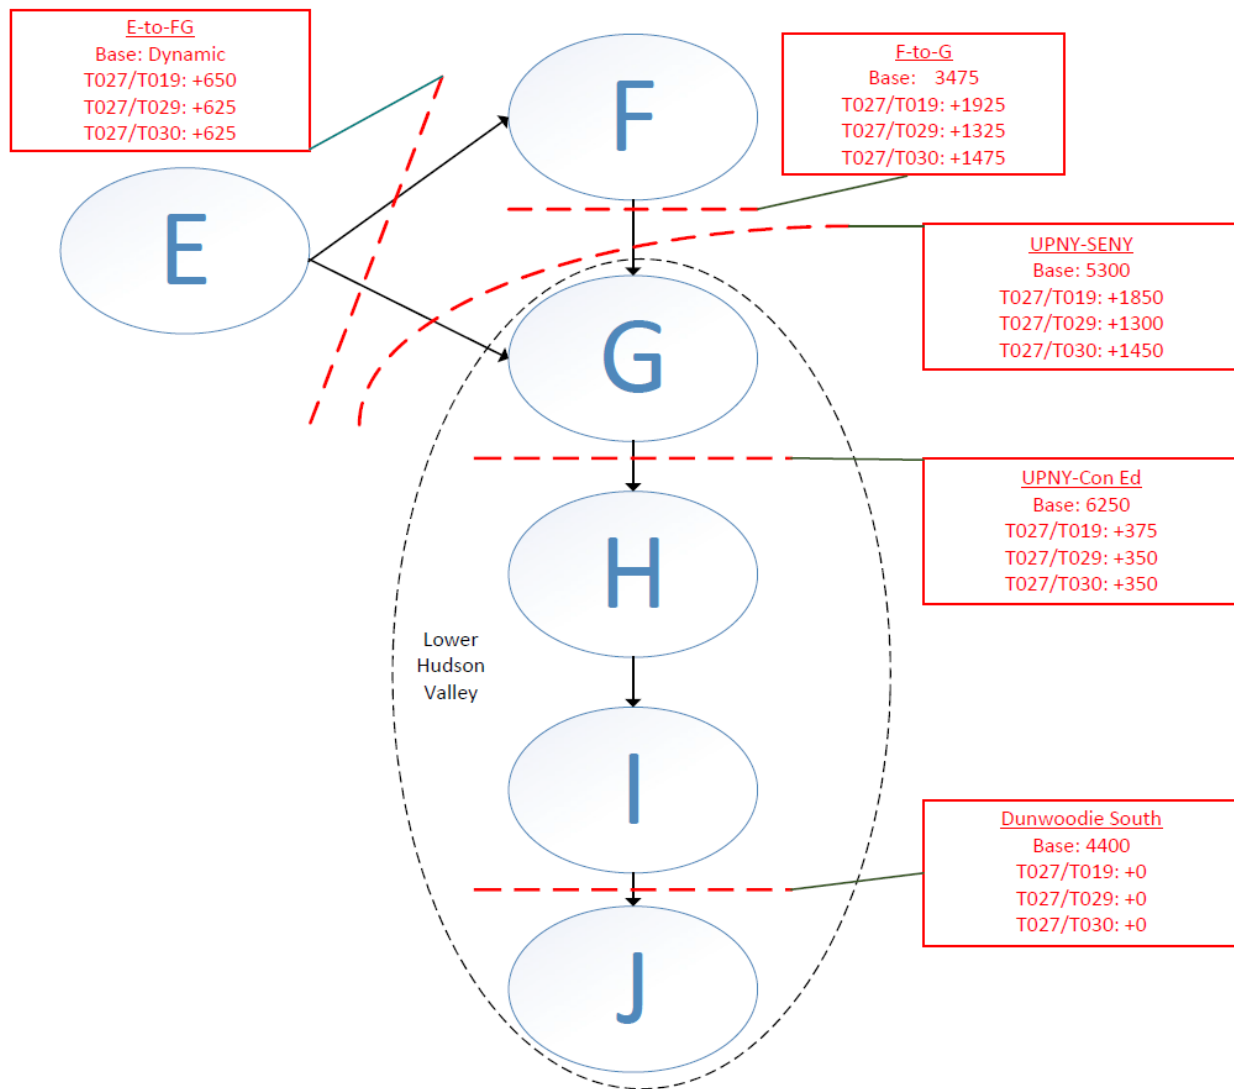 E-to-FG
Base: Dynamic
T027/T019: +650
T027/T029: +625
T027/T030: +625
F
F-to-G
Base: 3475
T027/T019: +1925
T027/T029: +1325
T027/T030: +1475
E
UPNY-SENY
Base: 5300
T027/T019: +1850
T027/T029: +1300
T027/T030: +1450
G
UPNY-Con Ed
Base: 6250
T027/T019: +375
T027/T029: +350
T027/T030: +350
H
Lower
Hudson
Valley
I
Dunwoodie South
Base: 4400
T027/T019: +0
T027/T029: +0
T027/T030: +0
J